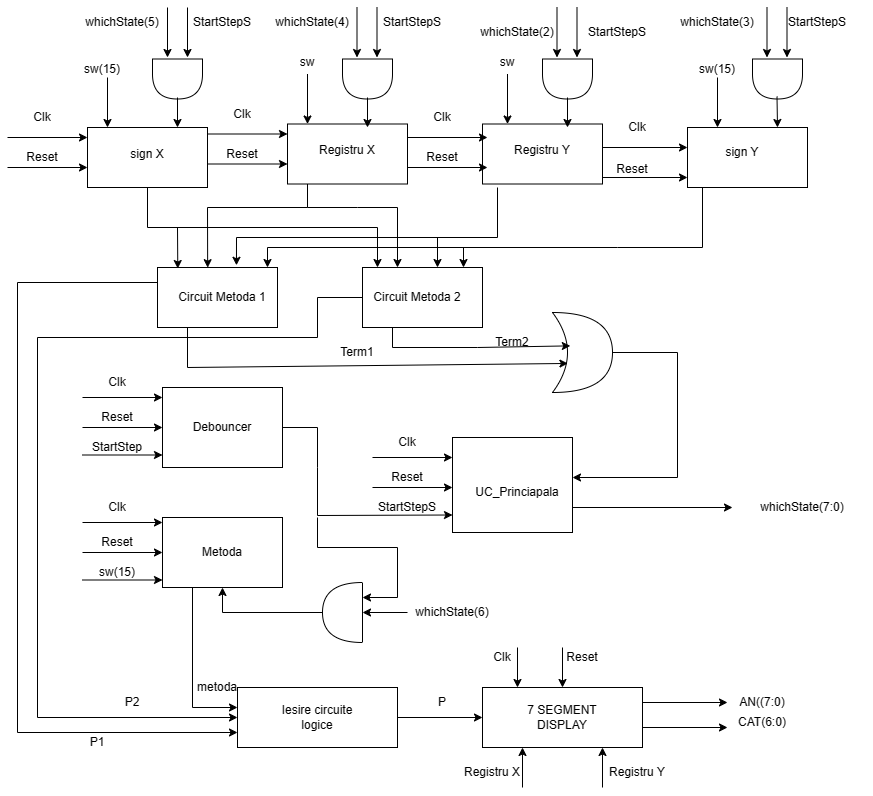 whichState(5)
StartStepS
whichState(4)
StartStepS
whichState(2)
StartStepS
whichState(3)
StartStepS
sw(15)
sw
sw
sw(15)
Clk
Reset
sign X
Clk
Reset
Registru X
Clk
Reset
Registru Y
Clk
Reset
sign Y
Circuit Metoda 1
Circuit Metoda 2
Term1
Term2
Clk
Reset
StartStep
Debouncer
Clk
Reset
StartStepS
UC_Princiapala
whichState(7:0)
Clk
Reset
sw(15)
Metoda
whichState(6)
metoda
P2
P1
Iesire circuite
logice
P
Clk
Reset
7 SEGMENT
DISPLAY
AN((7:0)
CAT(6:0)
Registru X
Registru Y